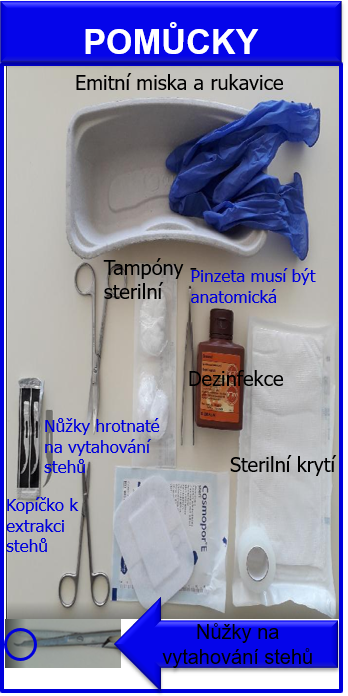 POMŮCKY
Emitní miska a rukavice
Tampóny
sterilní
Pinzeta musí být
anatomická
Dezinfekce
Nůžky hrotnaté
na vytahování
stehů
Sterilní krytí
Kopíčko k
extrakci
stehů
Cosmopor E
Nůžky na
vytahování stehů